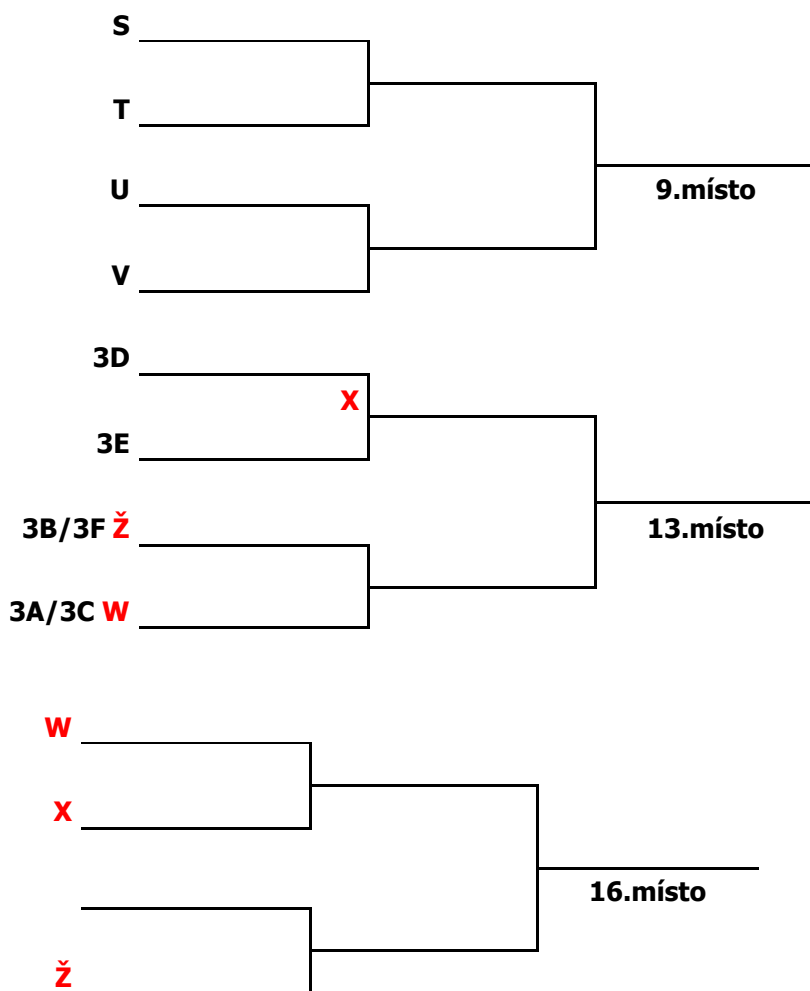 S
T
U
9.místo
V
3D
X
3E
3B/3F Ž
13.místo
3A/3C W
W
X
16.místo
Ž